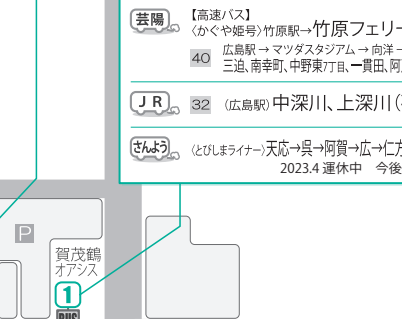 芸陽
【高速バス】
〈かぐや姫号〉竹原駅→竹原フェリー
40 広島駅→マツダスタジアム→向洋→
三迫、南幸町、中野東7丁目、一貫田、阿
JR 32 (広島駅)中深川、上深川(
さんよう 〈とびしまライナー〉天応→呉→阿賀→広→仁方
2023.4 運休中 今後
P
賀茂鶴
オアシス
1
BUS